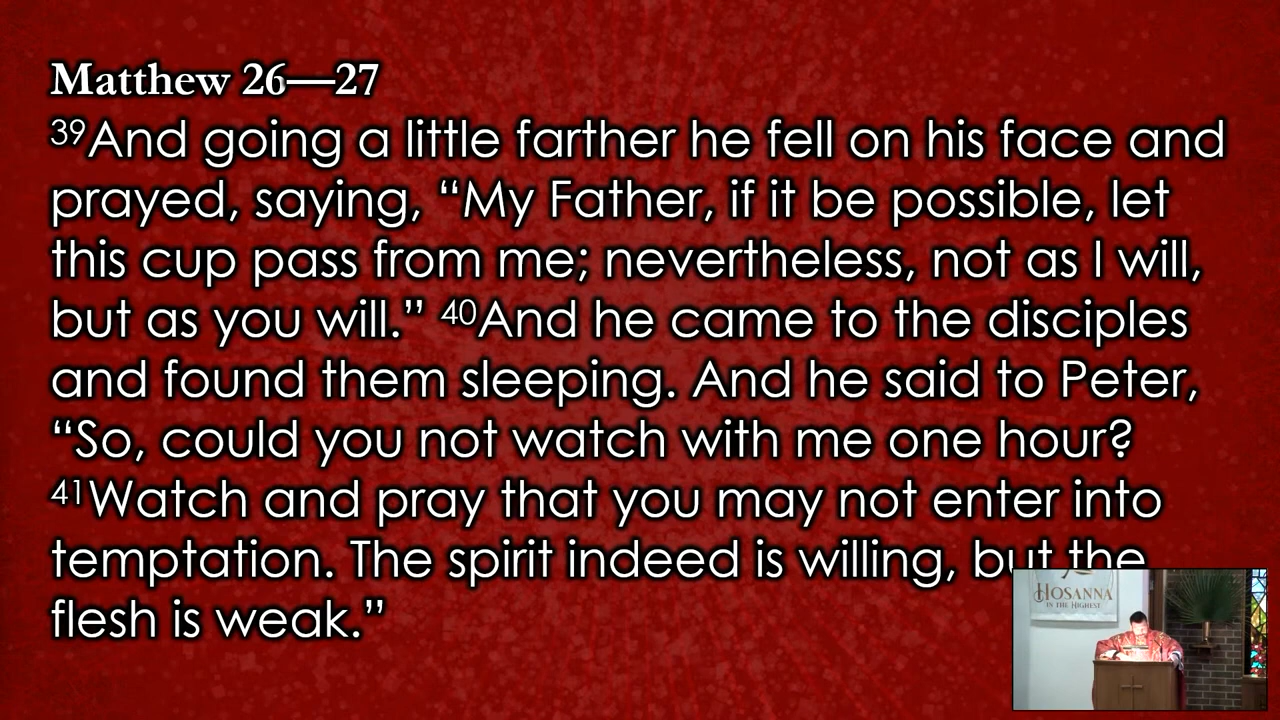 Matthew 26—27
39And going a little farther he fell on his face and
prayed, saying, “My Father, if it be possible, let
this cup pass from me; nevertheless, not as I will,
but as you will.” 40And he came to the disciples
and found them sleeping. And he said to Peter,
“So, could you not watch with me one hour?
41Watch and pray that you may not enter into
temptation. The spirit indeed is willing, but the
flesh is weak.”
HOSANNA
IN THE HIGHEST